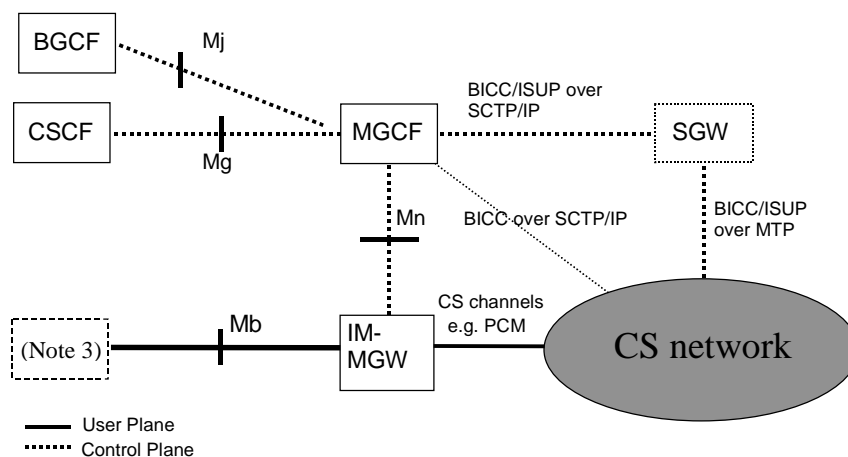 BGCF
Mj
BICC/ISUP over
SCTP/IP
CSCF
MGCF
SGW
Mg
Mn
BICC over SCTP/IP
BICC/ISUP
over MTP
CS channels
e.g. PCM
(Note 3)
Mb
IM-
MGW
CS network
User Plane
Control Plane